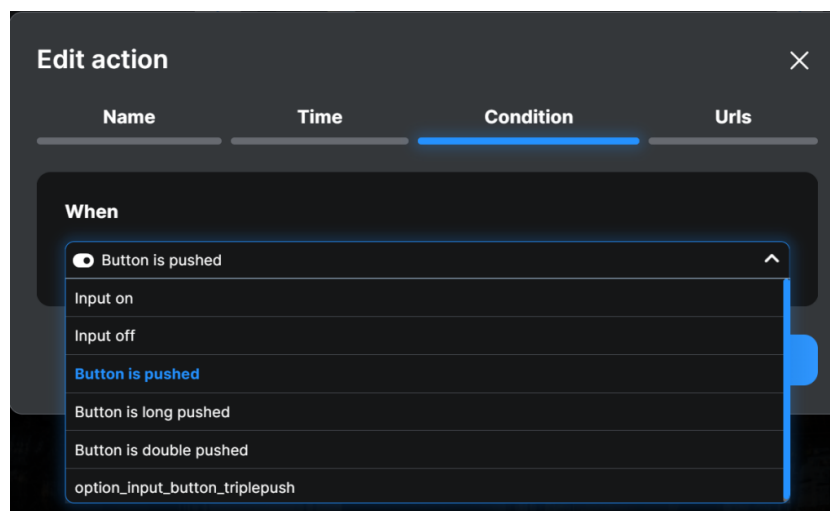 Edit action
Name Time Condition Urls
When
Button is pushed
Input on
Input off
Button is pushed
Button is long pushed
Button is double pushed
option_input_button_triplepush